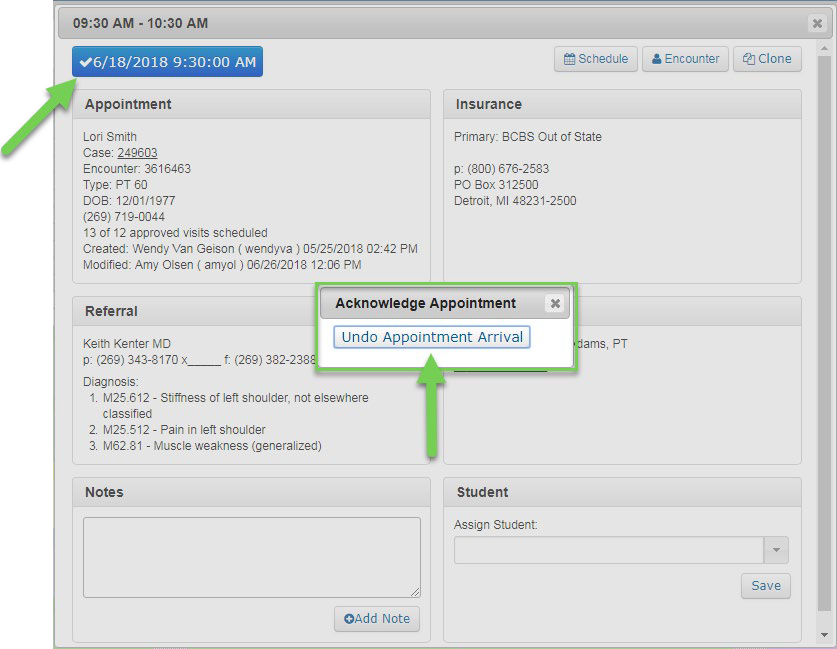 09:30 AM - 10:30 AM
6/18/2018 9:30:00 AM
Schedule
Encounter
Clone
Appointment
Lori Smith
Case: 249603
Encounter: 3616463
Type: PT 60
DOB: 12/01/1977
(269) 719-0044
13 of 12 approved visits scheduled
Created: Wendy Van Geison ( wendyva ) 05/25/2018 02:42 PM
Modified: Amy Olsen ( amyol ) 06/26/2018 12:06 PM
Insurance
Primary: BCBS Out of State
p: (800) 676-2583
PO Box 312500
Detroit, MI 48231-2500
Referral
Keith Kenter MD
p: (269) 343-8170 x_____ f: (269) 382-2388
Diagnosis:
1. M25.612 - Stiffness of left shoulder, not elsewhere
classified
2. M25.512 - Pain in left shoulder
3. M62.81 - Muscle weakness (generalized)
Acknowledge Appointment
Undo Appointment Arrival
dams, PT
Notes
Add Note
Student
Assign Student:
Save